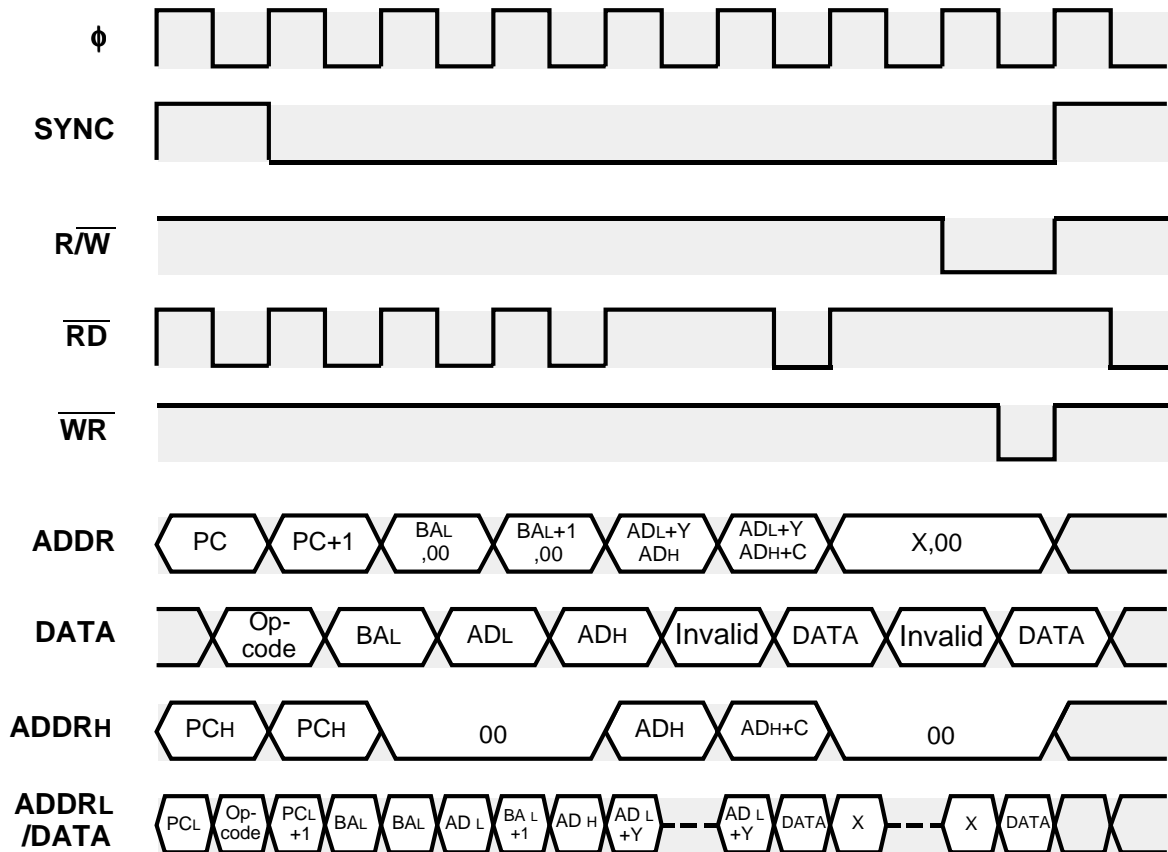 ϕ
SYNC
R/W
RD
WR
ADDR
PC
PC+1
BAL
,00
BAL+1
,00
ADL+Y
ADH
ADL+Y
ADH+C
X,00
DATA
Op-
code
BAL
ADL
ADH
Invalid
DATA
Invalid
DATA
ADDRH
PCH
PCH
00
ADH
ADH+C
00
ADDRL
/DATA
PCL
Op-
code
PCL
+1
BAL
BAL
AD L
BA L
+1
AD H
AD L
+Y
AD L
+Y
DATA
X
X
DATA